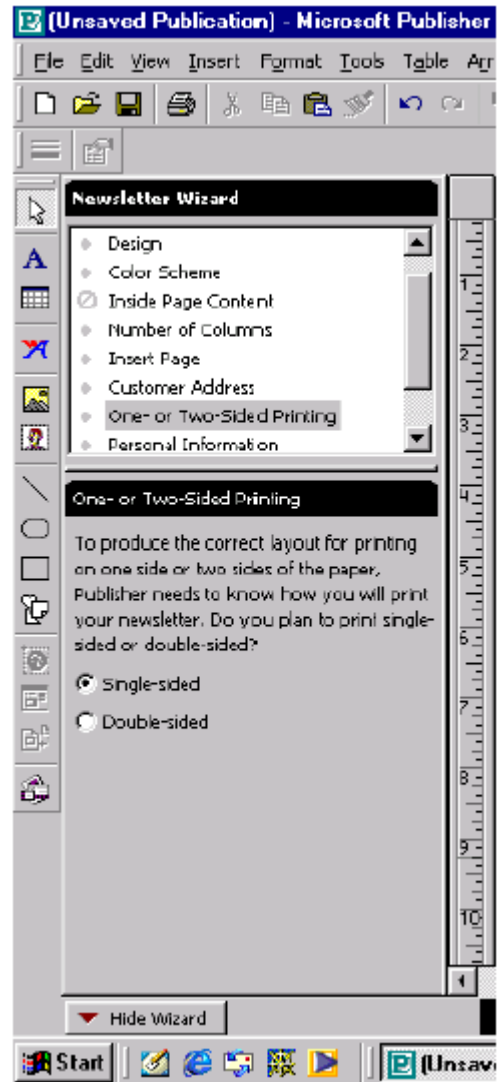 (Unsaved Publication) - Microsoft Publisher
File Edit View Insert Format Tools Table Arr
Newsletter Wizard
Design
Color Scheme
Inside Page Content
Number of Columns
Insert Page
Customer Address
One- or Two-Sided Printing
Personal Information
One- or Two-Sided Printing
To produce the correct layout for printing
on one side or two sides of the paper,
Publisher needs to know how you will print
your newsletter. Do you plan to print single-
sided or double-sided?
Single-sided
Double-sided
1
2
3
4
5
6
7
8
9
10
Hide Wizard
Start
(Unsav